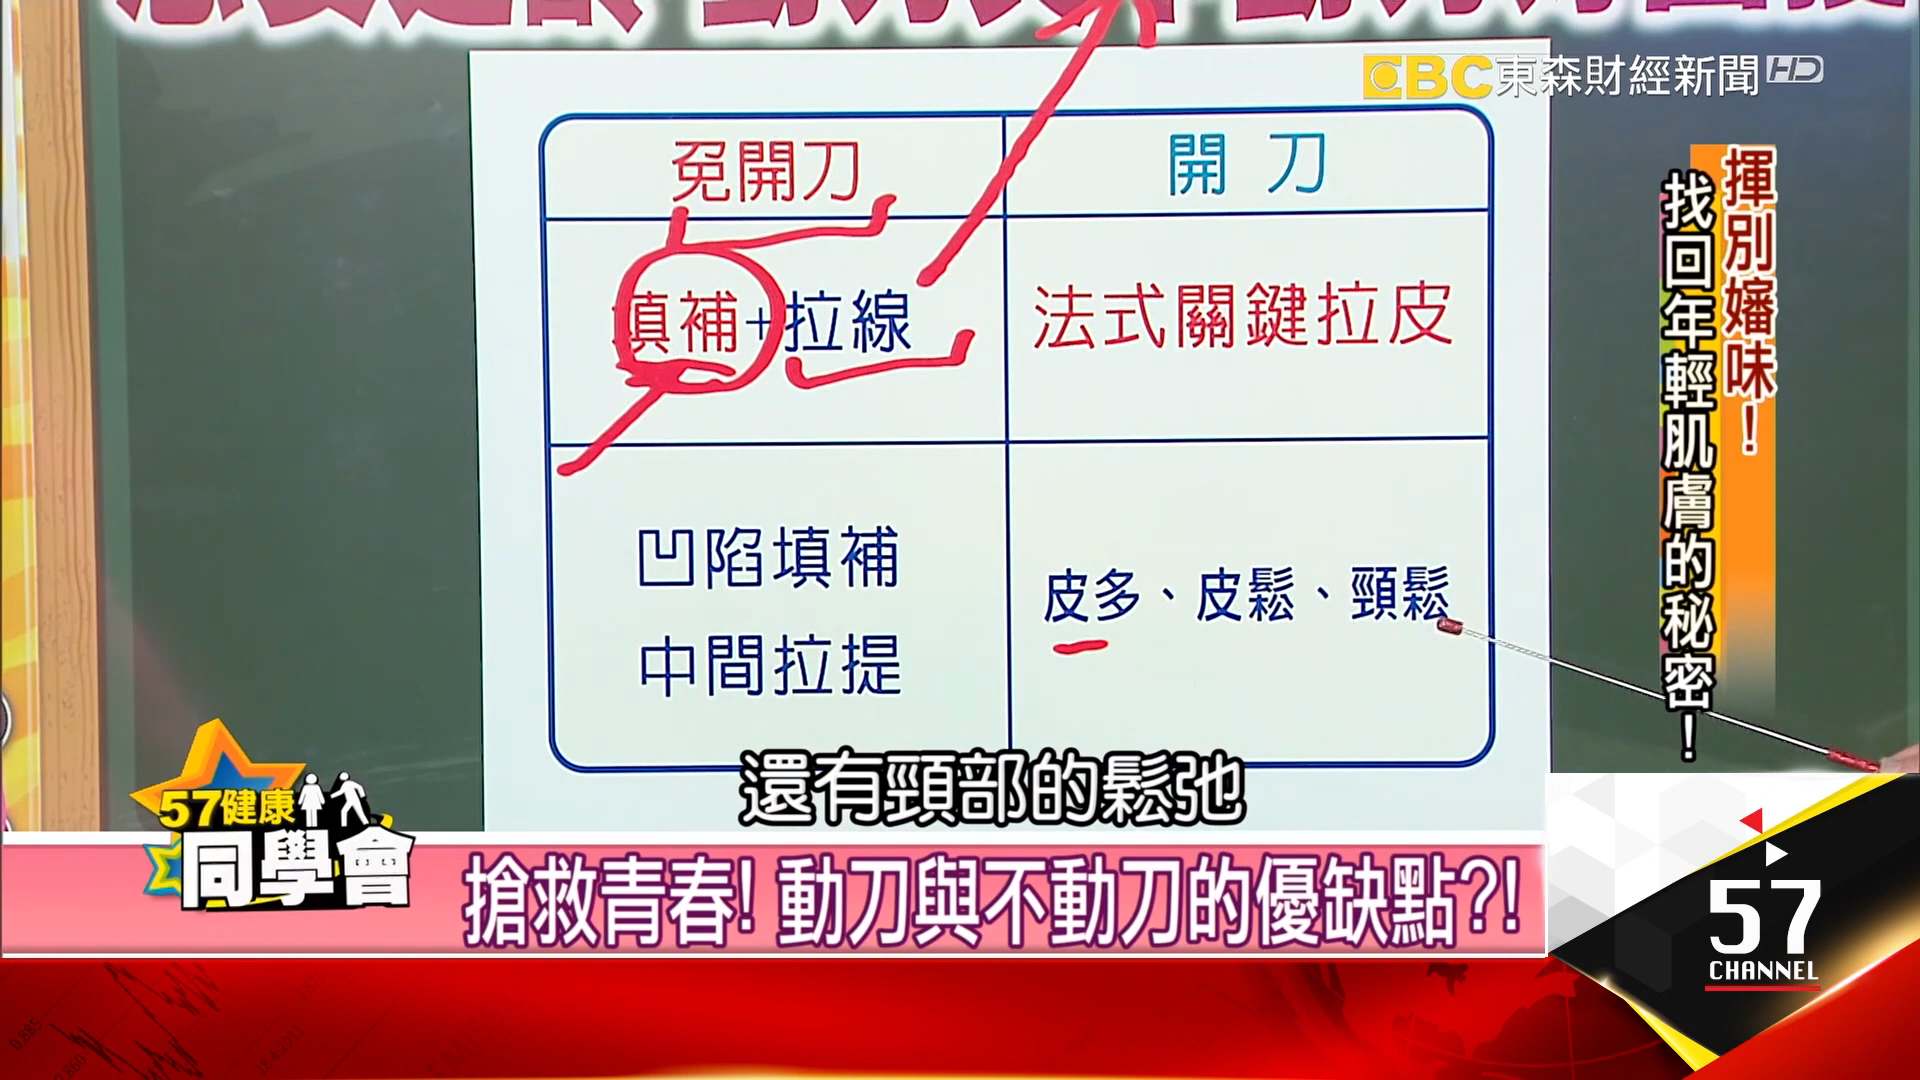 EBC東森財經新聞HD
免開刀
開 刀
填補+拉線
法式關鍵拉皮
凹陷填補
中間拉提
皮多、皮鬆、頸鬆
揮別嬸味！
找回年輕肌膚的秘密！
還有頸部的鬆弛
57健康
同學會
搶救青春！動刀與不動刀的優缺點？！
57
CHANNEL